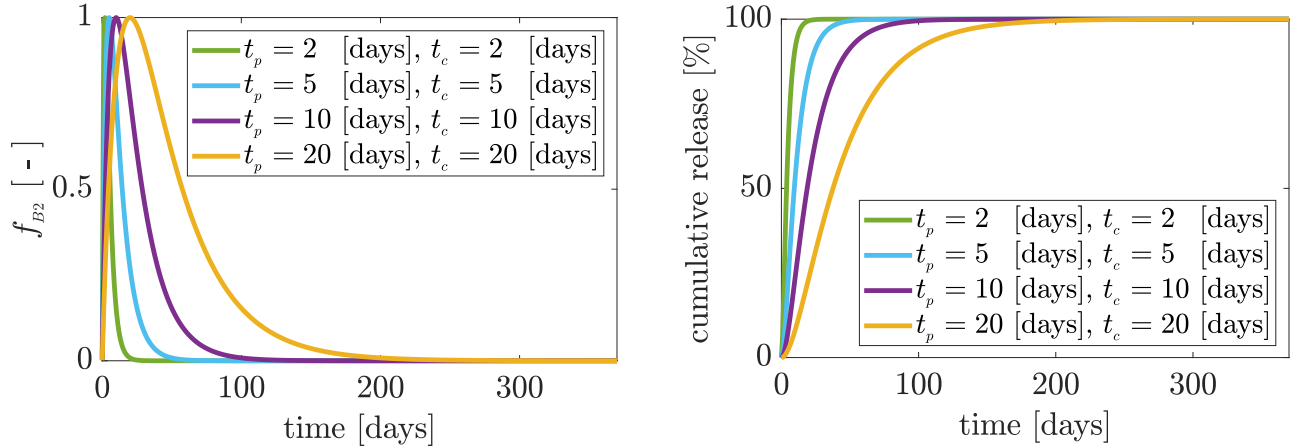 1
t_p = 2 [days], t_c = 2 [days]
t_p = 5 [days], t_c = 5 [days]
t_p = 10 [days], t_c = 10 [days]
t_p = 20 [days], t_c = 20 [days]
0.5
f_B2 [ - ]
0
0 100 200 300
time [days]
100
50
cumulative release [%]
t_p = 2 [days], t_c = 2 [days]
t_p = 5 [days], t_c = 5 [days]
t_p = 10 [days], t_c = 10 [days]
t_p = 20 [days], t_c = 20 [days]
0
0 100 200 300
time [days]